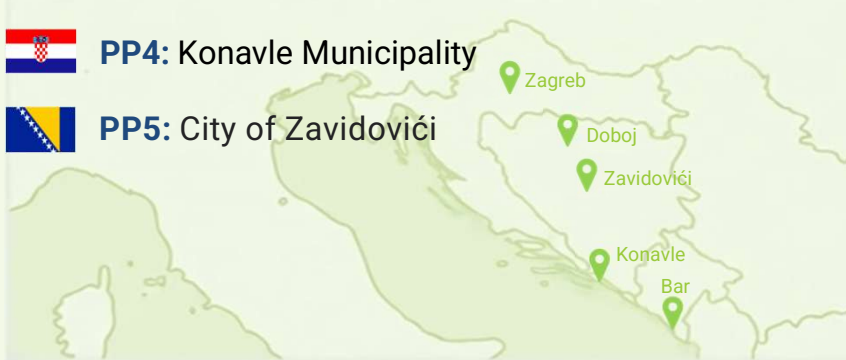 PP4: Konavle Municipality
PP5: City of Zavidovići
Zagreb
Doboj
Zavidovići
Konavle
Bar